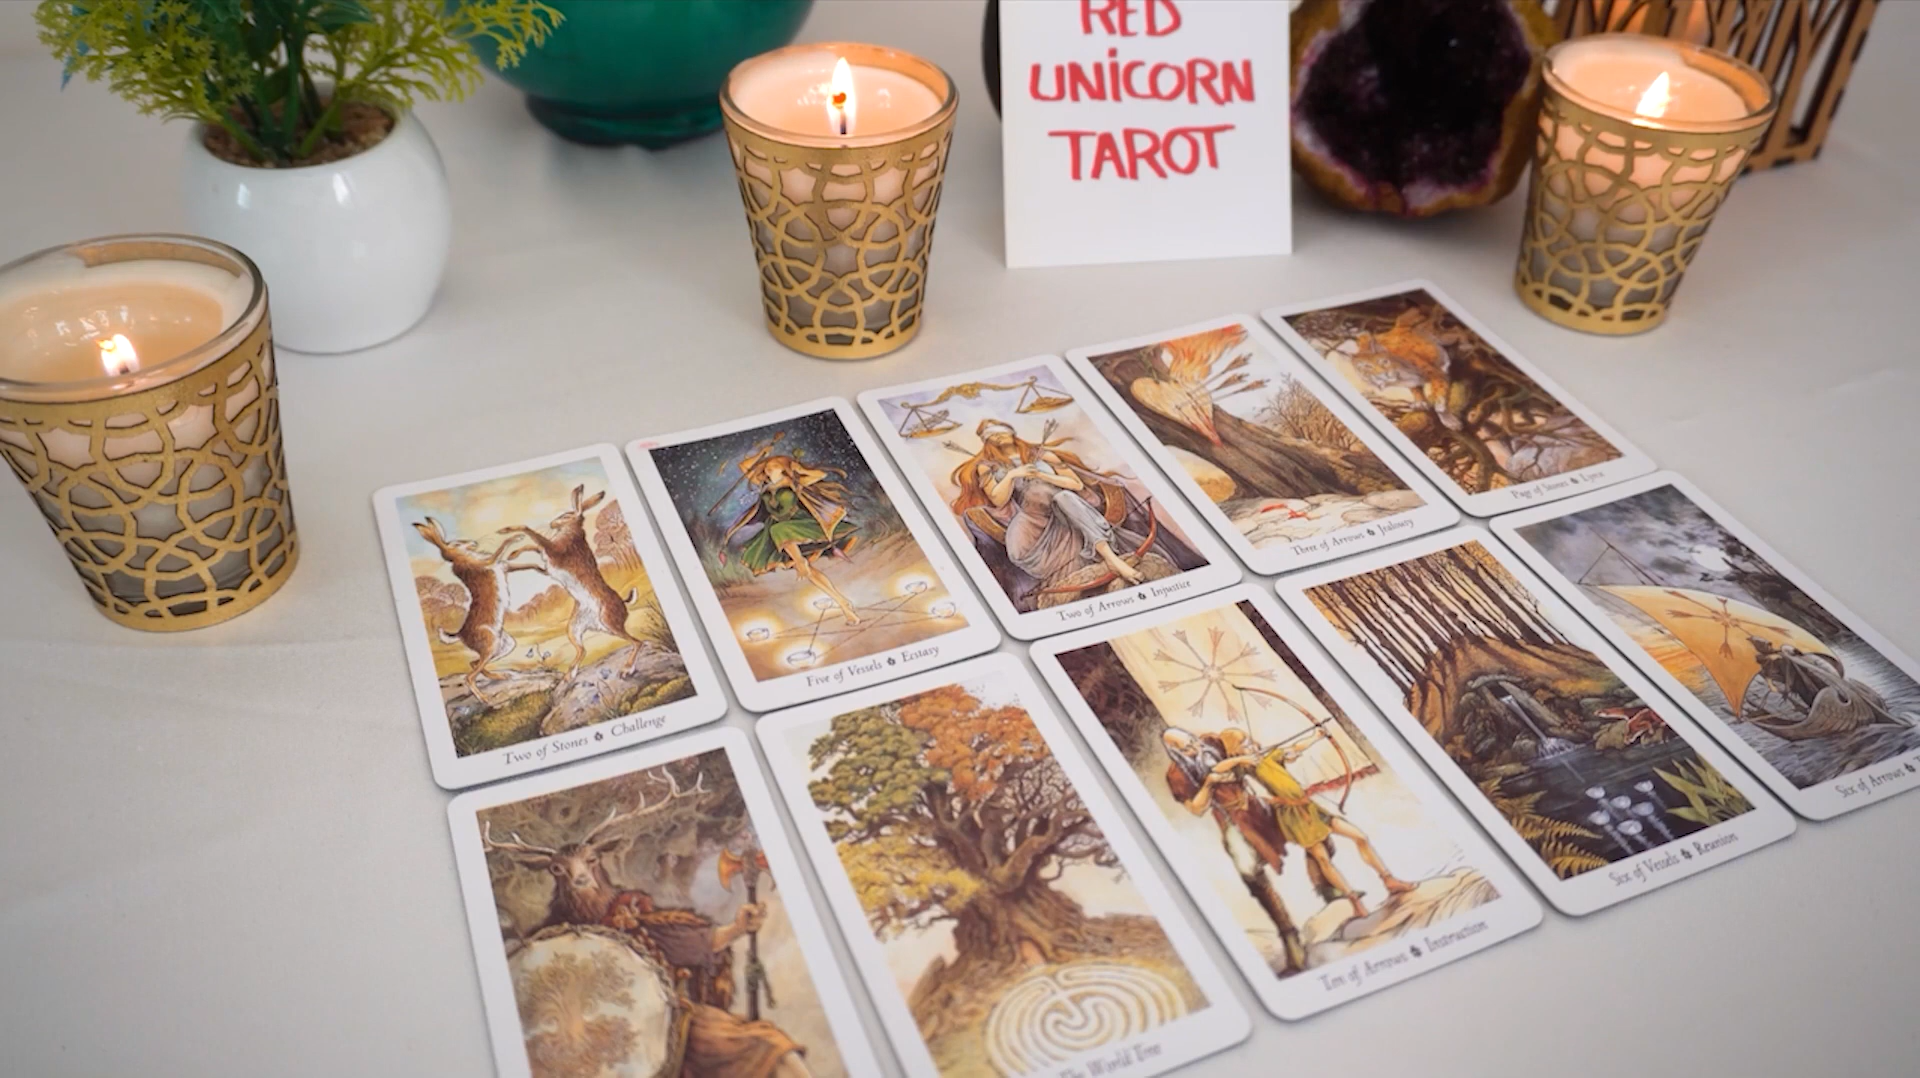 RED
UNICORN
TAROT
Page of Stones Lynx
Three of Arrows Jealousy
Two of Arrows Injustice
Five of Vessels Ecstasy
Two of Stones Challenge
Six of Arrows
Six of Vessels Reunion
Ten of Arrows Instruction
The World Tree